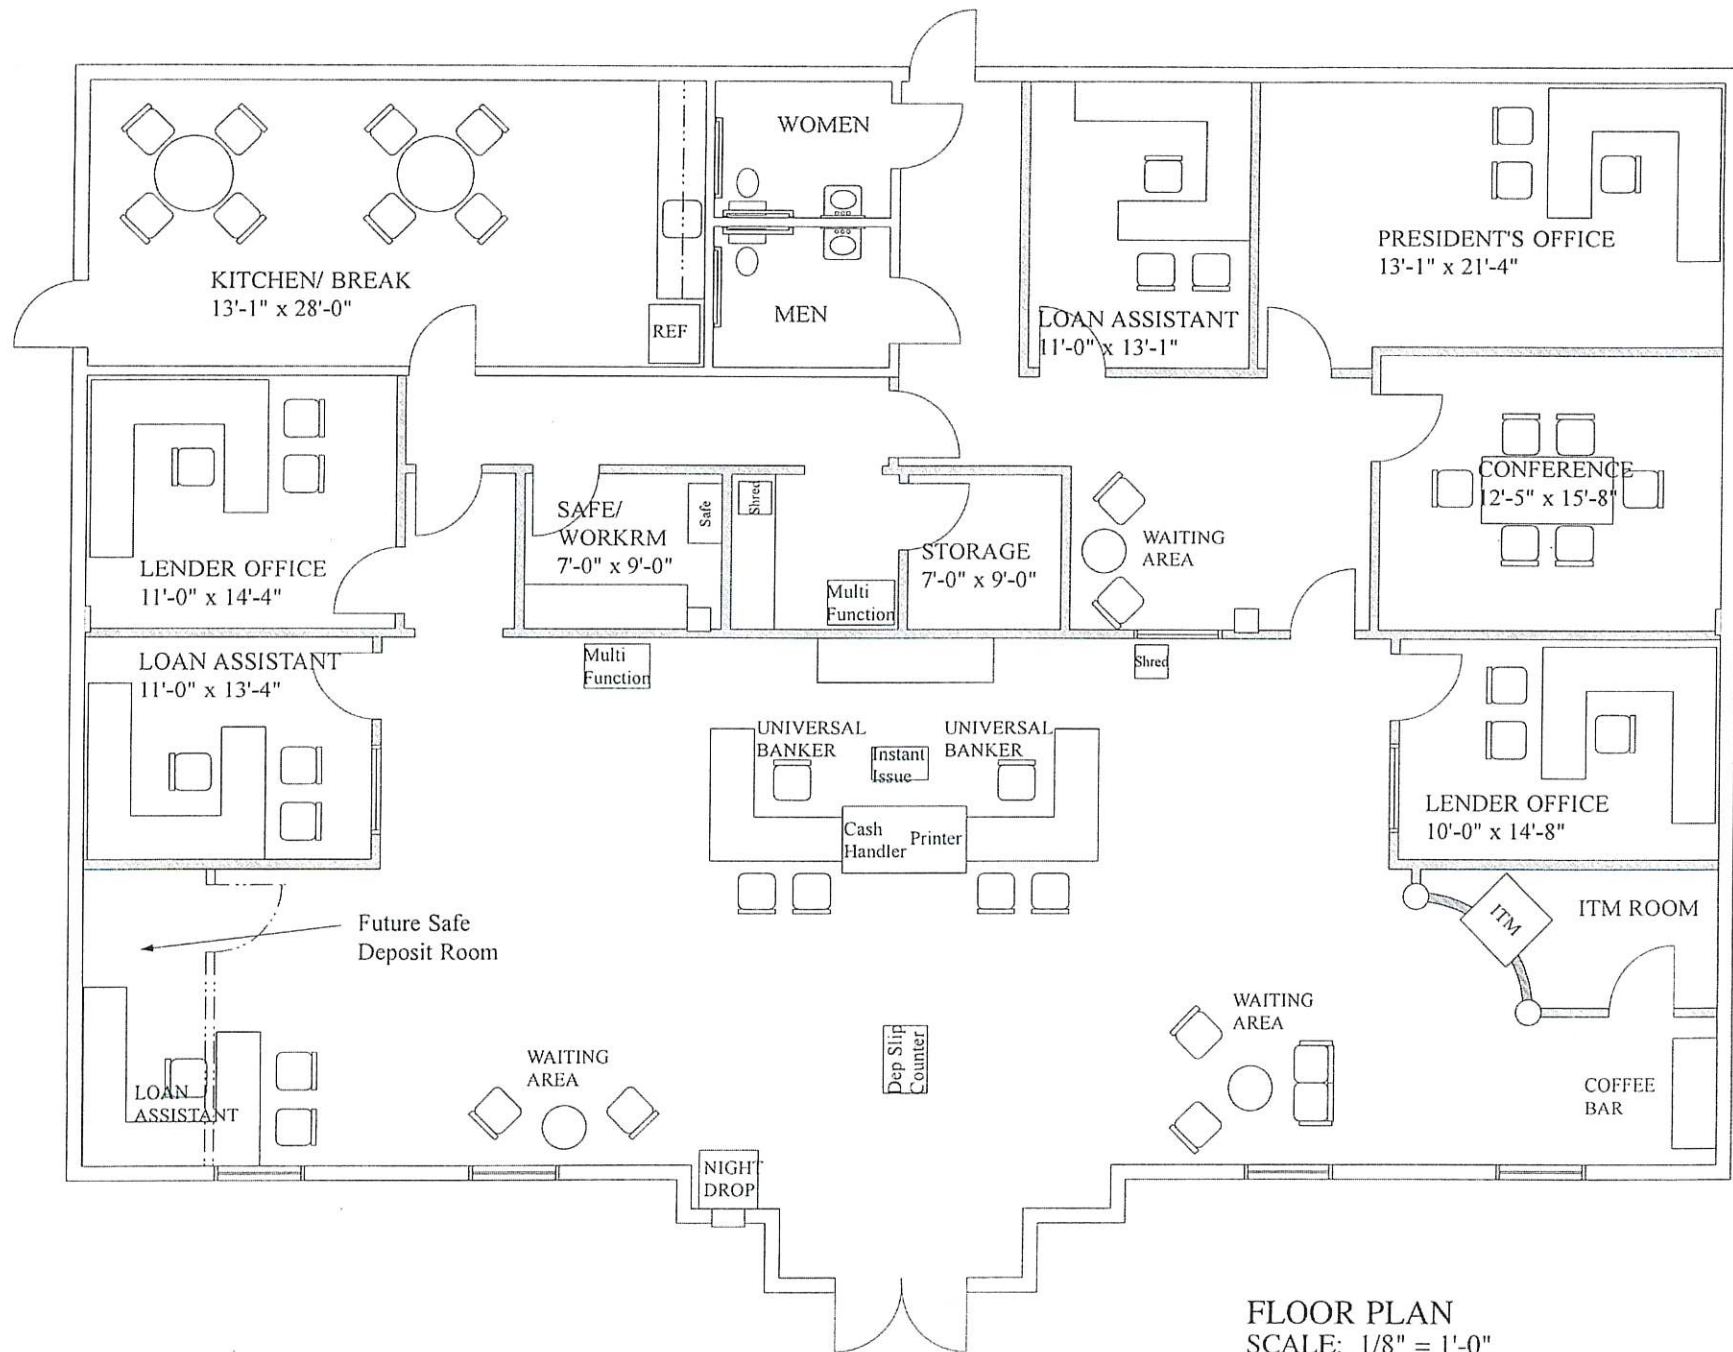 WOMEN
KITCHEN/ BREAK
13'-1" x 28'-0"
REF
MEN
LOAN ASSISTANT
11'-0" x 13'-1"
PRESIDENT'S OFFICE
13'-1" x 21'-4"
CONFERENCE
12'-5" x 15'-8"
LENDER OFFICE
11'-0" x 14'-4"
SAFE/
WORKRM
7'-0" x 9'-0"
Safe
Shred
Multi
Function
STORAGE
7'-0" x 9'-0"
WAITING
AREA
LOAN ASSISTANT
11'-0" x 13'-4"
Multi
Function
Shred
UNIVERSAL
BANKER
Instant
Issue
UNIVERSAL
BANKER
Cash
Handler
Printer
LENDER OFFICE
10'-0" x 14'-8"
Future Safe
Deposit Room
ITM
ITM ROOM
LOAN
ASSISTANT
WAITING
AREA
Dep Slip
Counter
WAITING
AREA
COFFEE
BAR
NIGHT
DROP
FLOOR PLAN
SCALE: 1/8" = 1'-0"